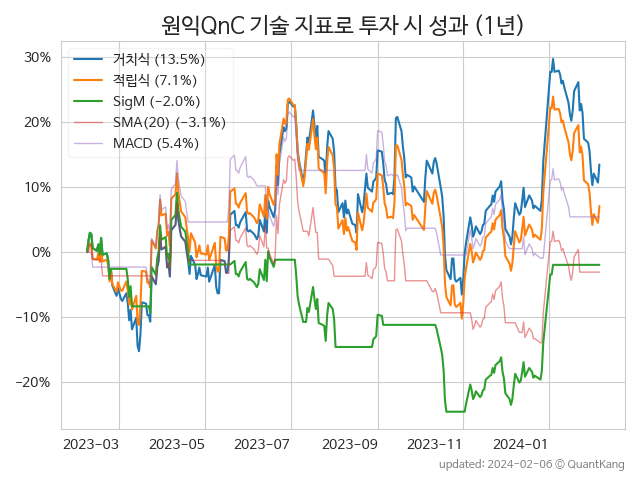 원익QnC 기술 지표로 투자 시 성과 (1년)
30%
20%
10%
0%
−10%
−20%
거치식 (13.5%)
적립식 (7.1%)
SigM (−2.0%)
SMA(20) (−3.1%)
MACD (5.4%)
2023-03 2023-05 2023-07 2023-09 2023-11 2024-01
updated: 2024-02-06 © QuantKang